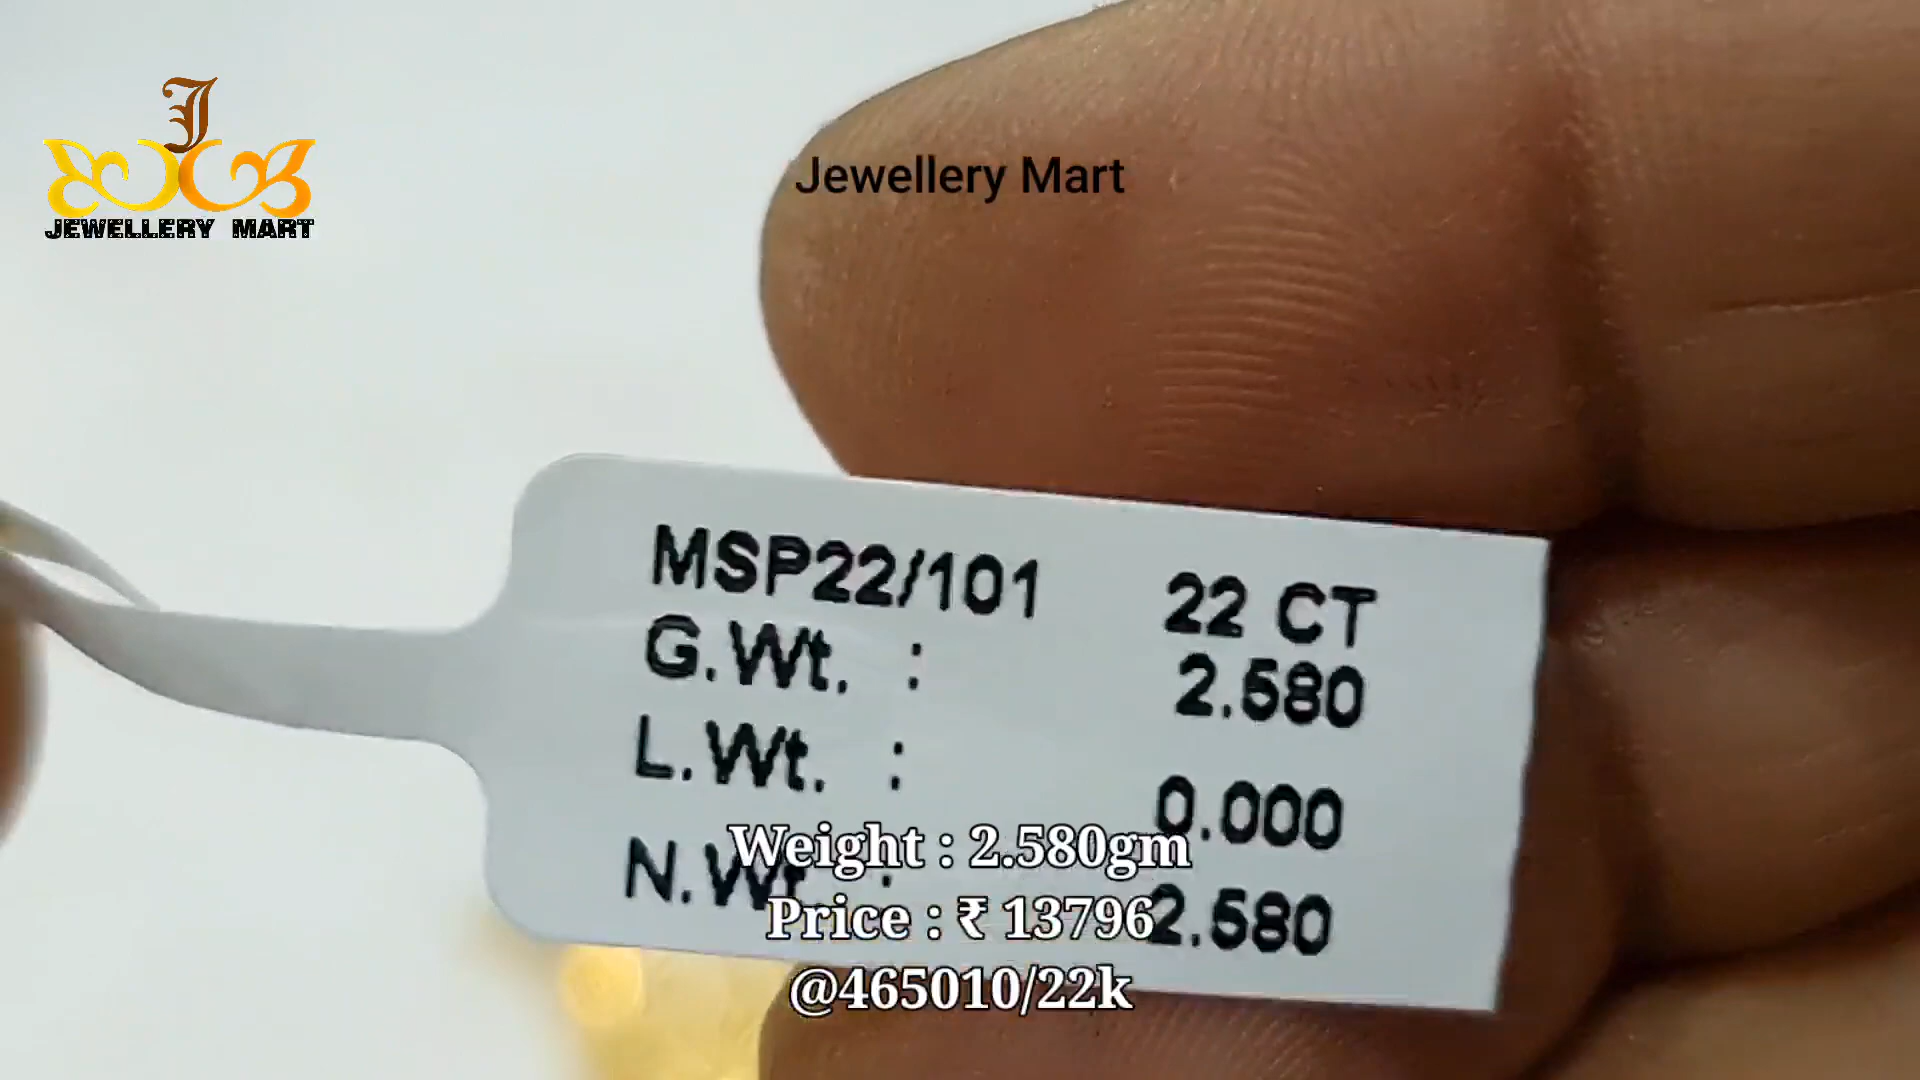 J
JEWELLERY MART
Jewellery Mart
MSP22/101 22 CT
G.Wt. : 2.580
L.Wt. : 0.000
N.Wt. : 2.580
Weight : 2.580gm
Price : ₹ 13796
@465010/22k